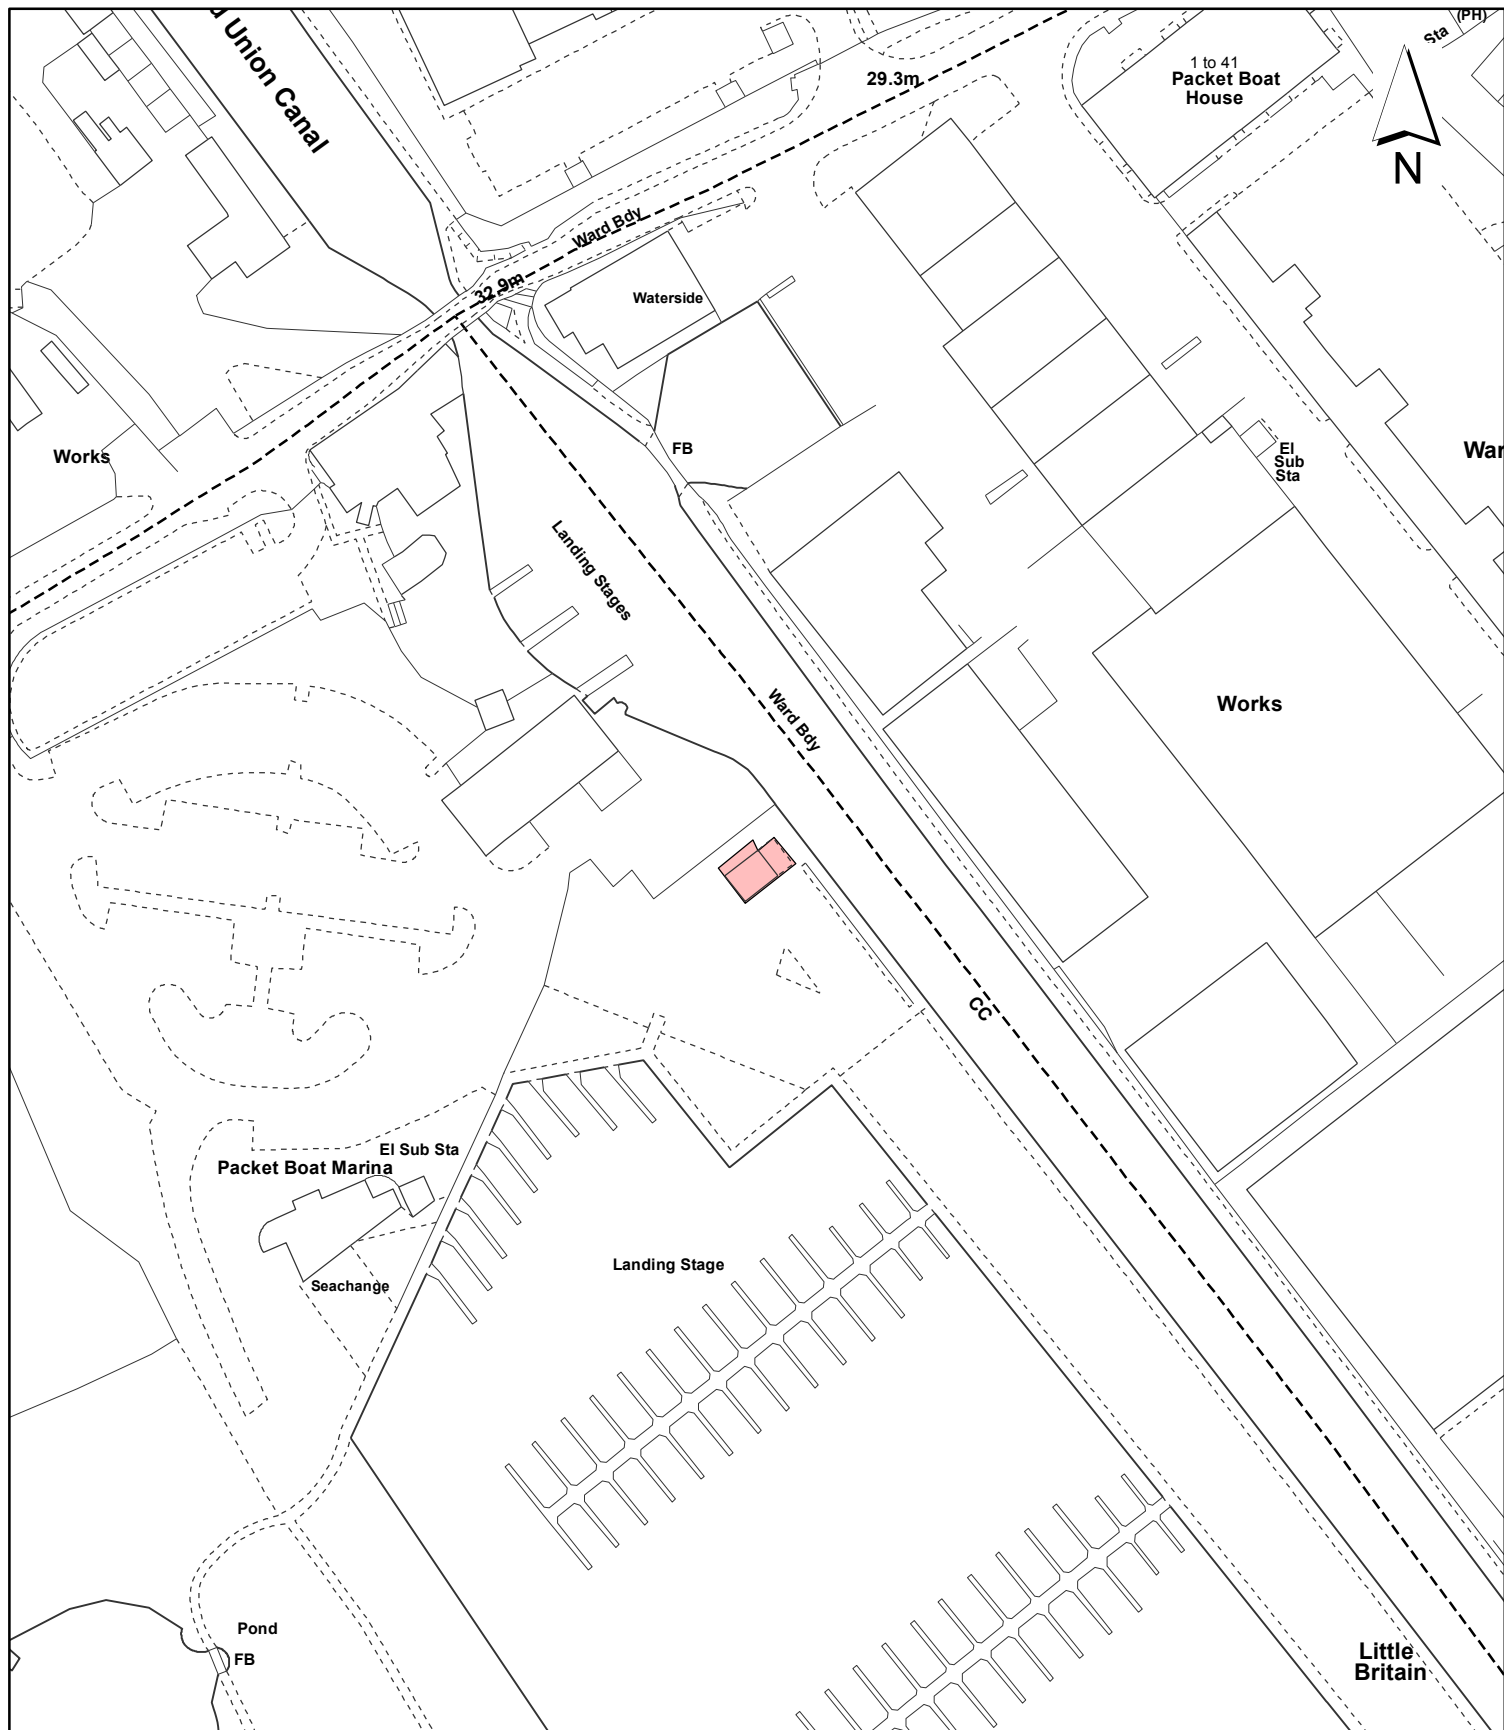 (PH)
Sta
d Union Canal
1 to 41
Packet Boat
House
29.3m
N
Ward Bdy
32.9m
Waterside
Works
FB
El
Sub
Sta
War
Landing Stages
Ward Bdy
Works
CC
El Sub Sta
Packet Boat Marina
Landing Stage
Seachange
Pond
FB
Little
Britain